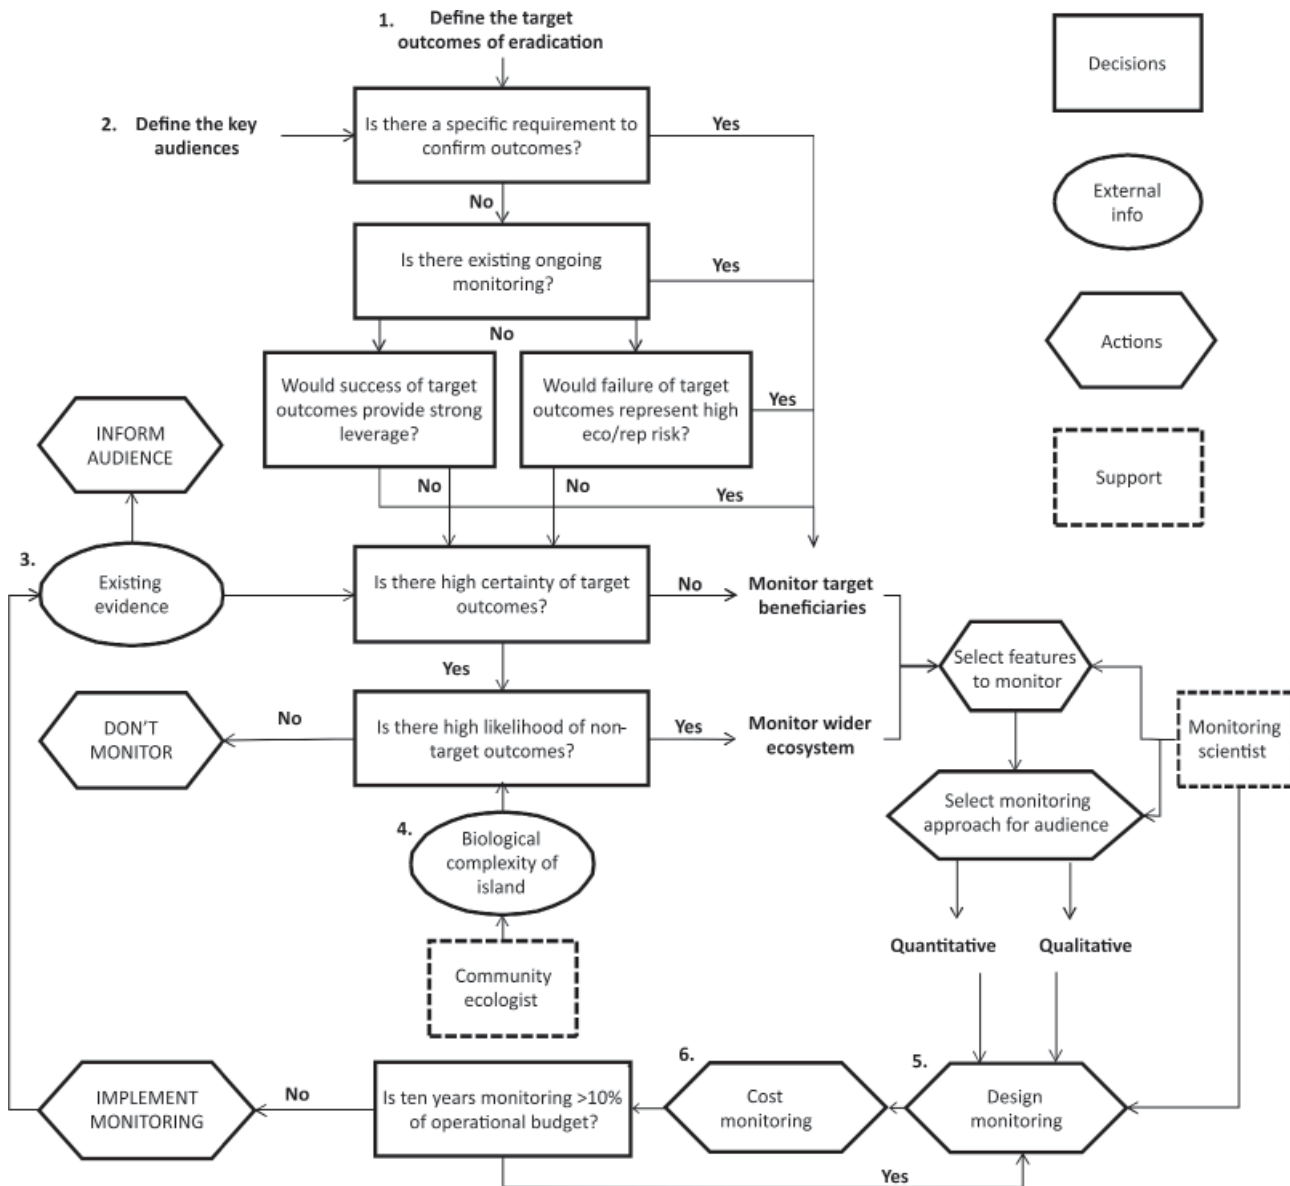 1. Define the target
outcomes of eradication
Decisions
2. Define the key
audiences
Is there a specific requirement to
confirm outcomes?
Yes
No
External
info
Is there existing ongoing
monitoring?
Yes
No
Actions
Would success of target
outcomes provide strong
leverage?
Would failure of target
outcomes represent high
eco/rep risk?
Yes
INFORM
AUDIENCE
No
No
Yes
Support
3.
Existing
evidence
Is there high certainty of target
outcomes?
No
Monitor target
beneficiaries
Yes
Select features
to monitor
DON'T
MONITOR
No
Is there high likelihood of non-
target outcomes?
Yes
Monitor wider
ecosystem
Monitoring
scientist
Select monitoring
approach for audience
4.
Biological
complexity of
island
Quantitative
Qualitative
Community
ecologist
IMPLEMENT
MONITORING
No
Is ten years monitoring >10%
of operational budget?
6.
Cost
monitoring
5.
Design
monitoring
Yes